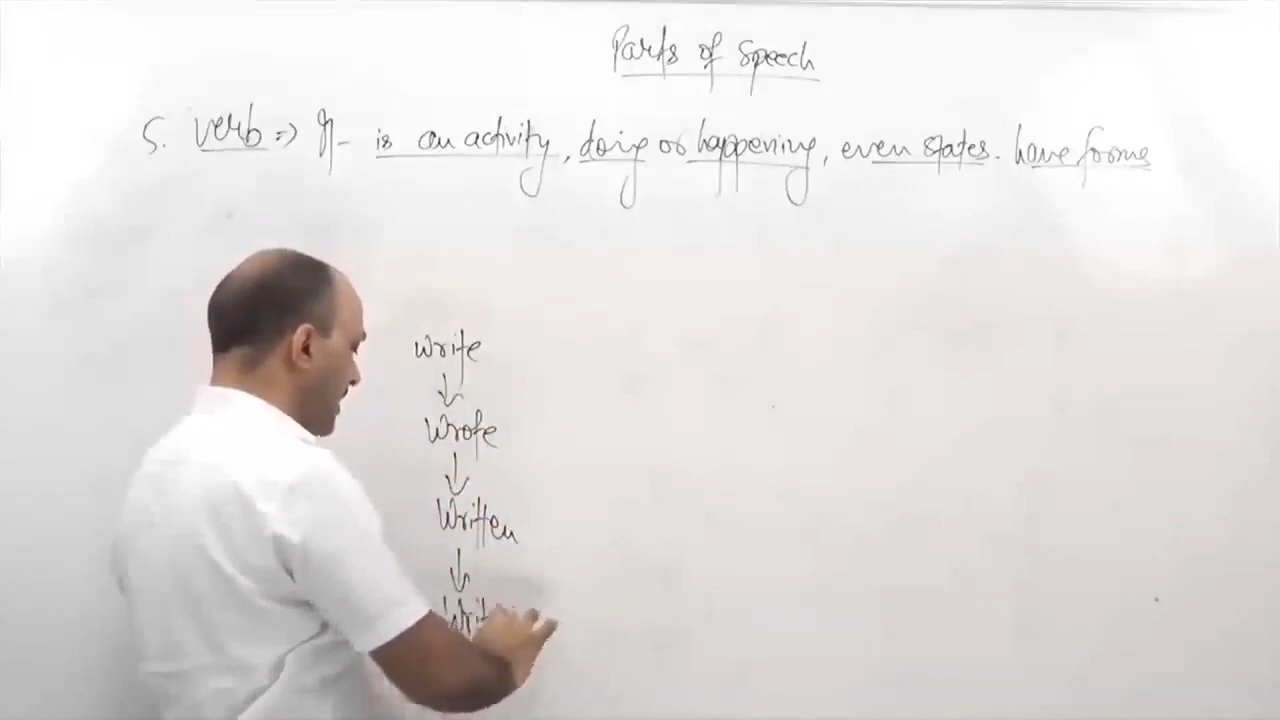 Parts of Speech
5. Verb => It is an activity, doing or happening, even states. have forms
Write
↓
Wrote
↓
Written
↓